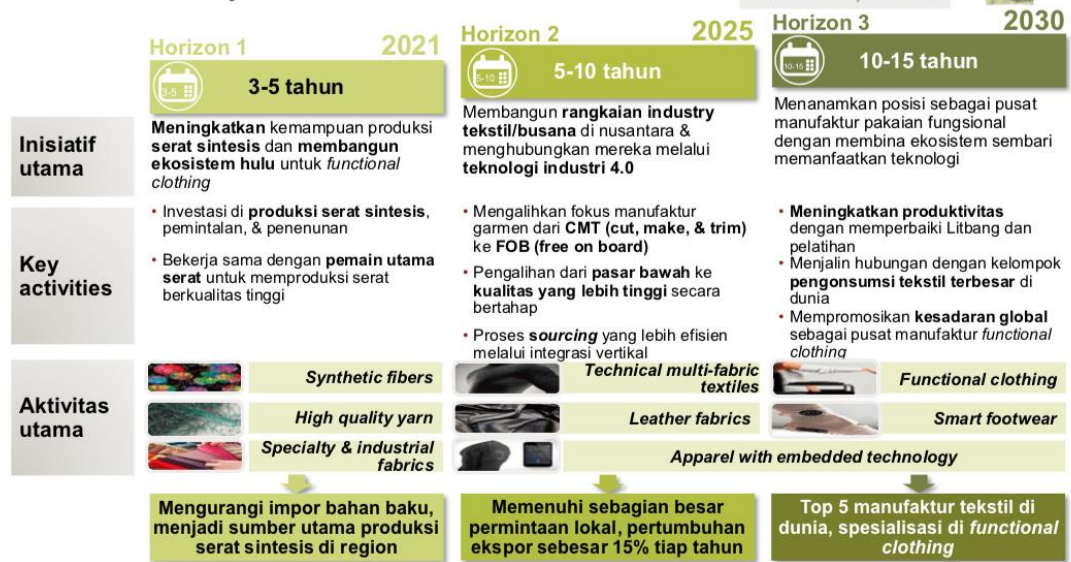 Horizon 1
2021
3-5
3-5 tahun
Horizon 2
2025
5-10
5-10 tahun
Horizon 3
2030
10-15
10-15 tahun
Inisiatif
utama
Meningkatkan kemampuan produksi
serat sintesis dan membangun
ekosistem hulu untuk functional
clothing
Membangun rangkaian industry
tekstil/busana di nusantara &
menghubungkan mereka melalui
teknologi industri 4.0
Menanamkan posisi sebagai pusat
manufaktur pakaian fungsional
dengan membina ekosistem sembari
memanfaatkan teknologi
Key
activities
• Investasi di produksi serat sintesis,
pemintalan, & penenunan
• Bekerja sama dengan pemain utama
serat untuk memproduksi serat
berkualitas tinggi
• Mengalihkan fokus manufaktur
garmen dari CMT (cut, make, & trim)
ke FOB (free on board)
• Pengalihan dari pasar bawah ke
kualitas yang lebih tinggi secara
bertahap
• Proses sourcing yang lebih efisien
melalui integrasi vertikal
• Meningkatkan produktivitas
dengan memperbaiki Litbang dan
pelatihan
• Menjalin hubungan dengan kelompok
pengonsumsi tekstil terbesar di
dunia
• Mempromosikan kesadaran global
sebagai pusat manufaktur functional
clothing
Aktivitas
utama
Synthetic fibers
High quality yarn
Specialty & industrial
fabrics
Technical multi-fabric
textiles
Leather fabrics
Functional clothing
Smart footwear
Apparel with embedded technology
Mengurangi impor bahan baku,
menjadi sumber utama produksi
serat sintesis di region
Memenuhi sebagian besar
permintaan lokal, pertumbuhan
ekspor sebesar 15% tiap tahun
Top 5 manufaktur tekstil di
dunia, spesialisasi di functional
clothing